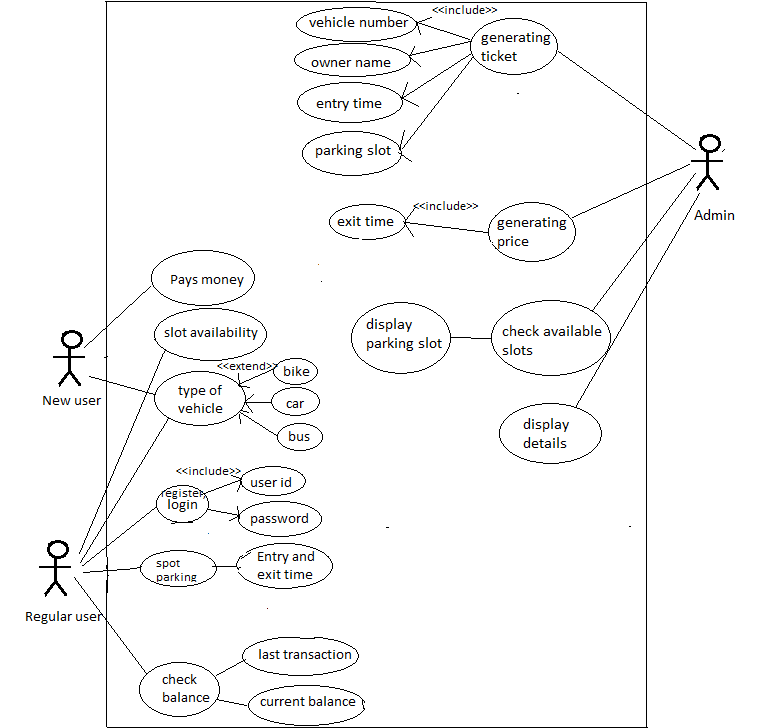 vehicle number
<<include>>
generating
ticket
owner name
entry time
parking slot
Admin
exit time
<<include>>
generating
price
Pays money
slot availability
display
parking slot
check available
slots
New user
<<extend>>
type of
vehicle
bike
car
bus
display
details
<<include>>
register,
login
user id
password
Regular user
spot
parking
Entry and
exit time
check
balance
last transaction
current balance